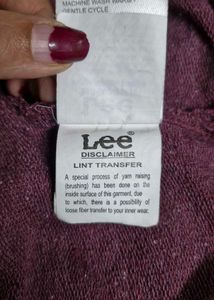 MACHINE WASH WARM
GENTLE CYCLE
Lee®
DISCLAIMER
LINT TRANSFER
A special process of yarn raising
(brushing) has been done on the
inside surface of this garment, due
to which, there is a possibility of
loose fiber transfer to your inner wear.